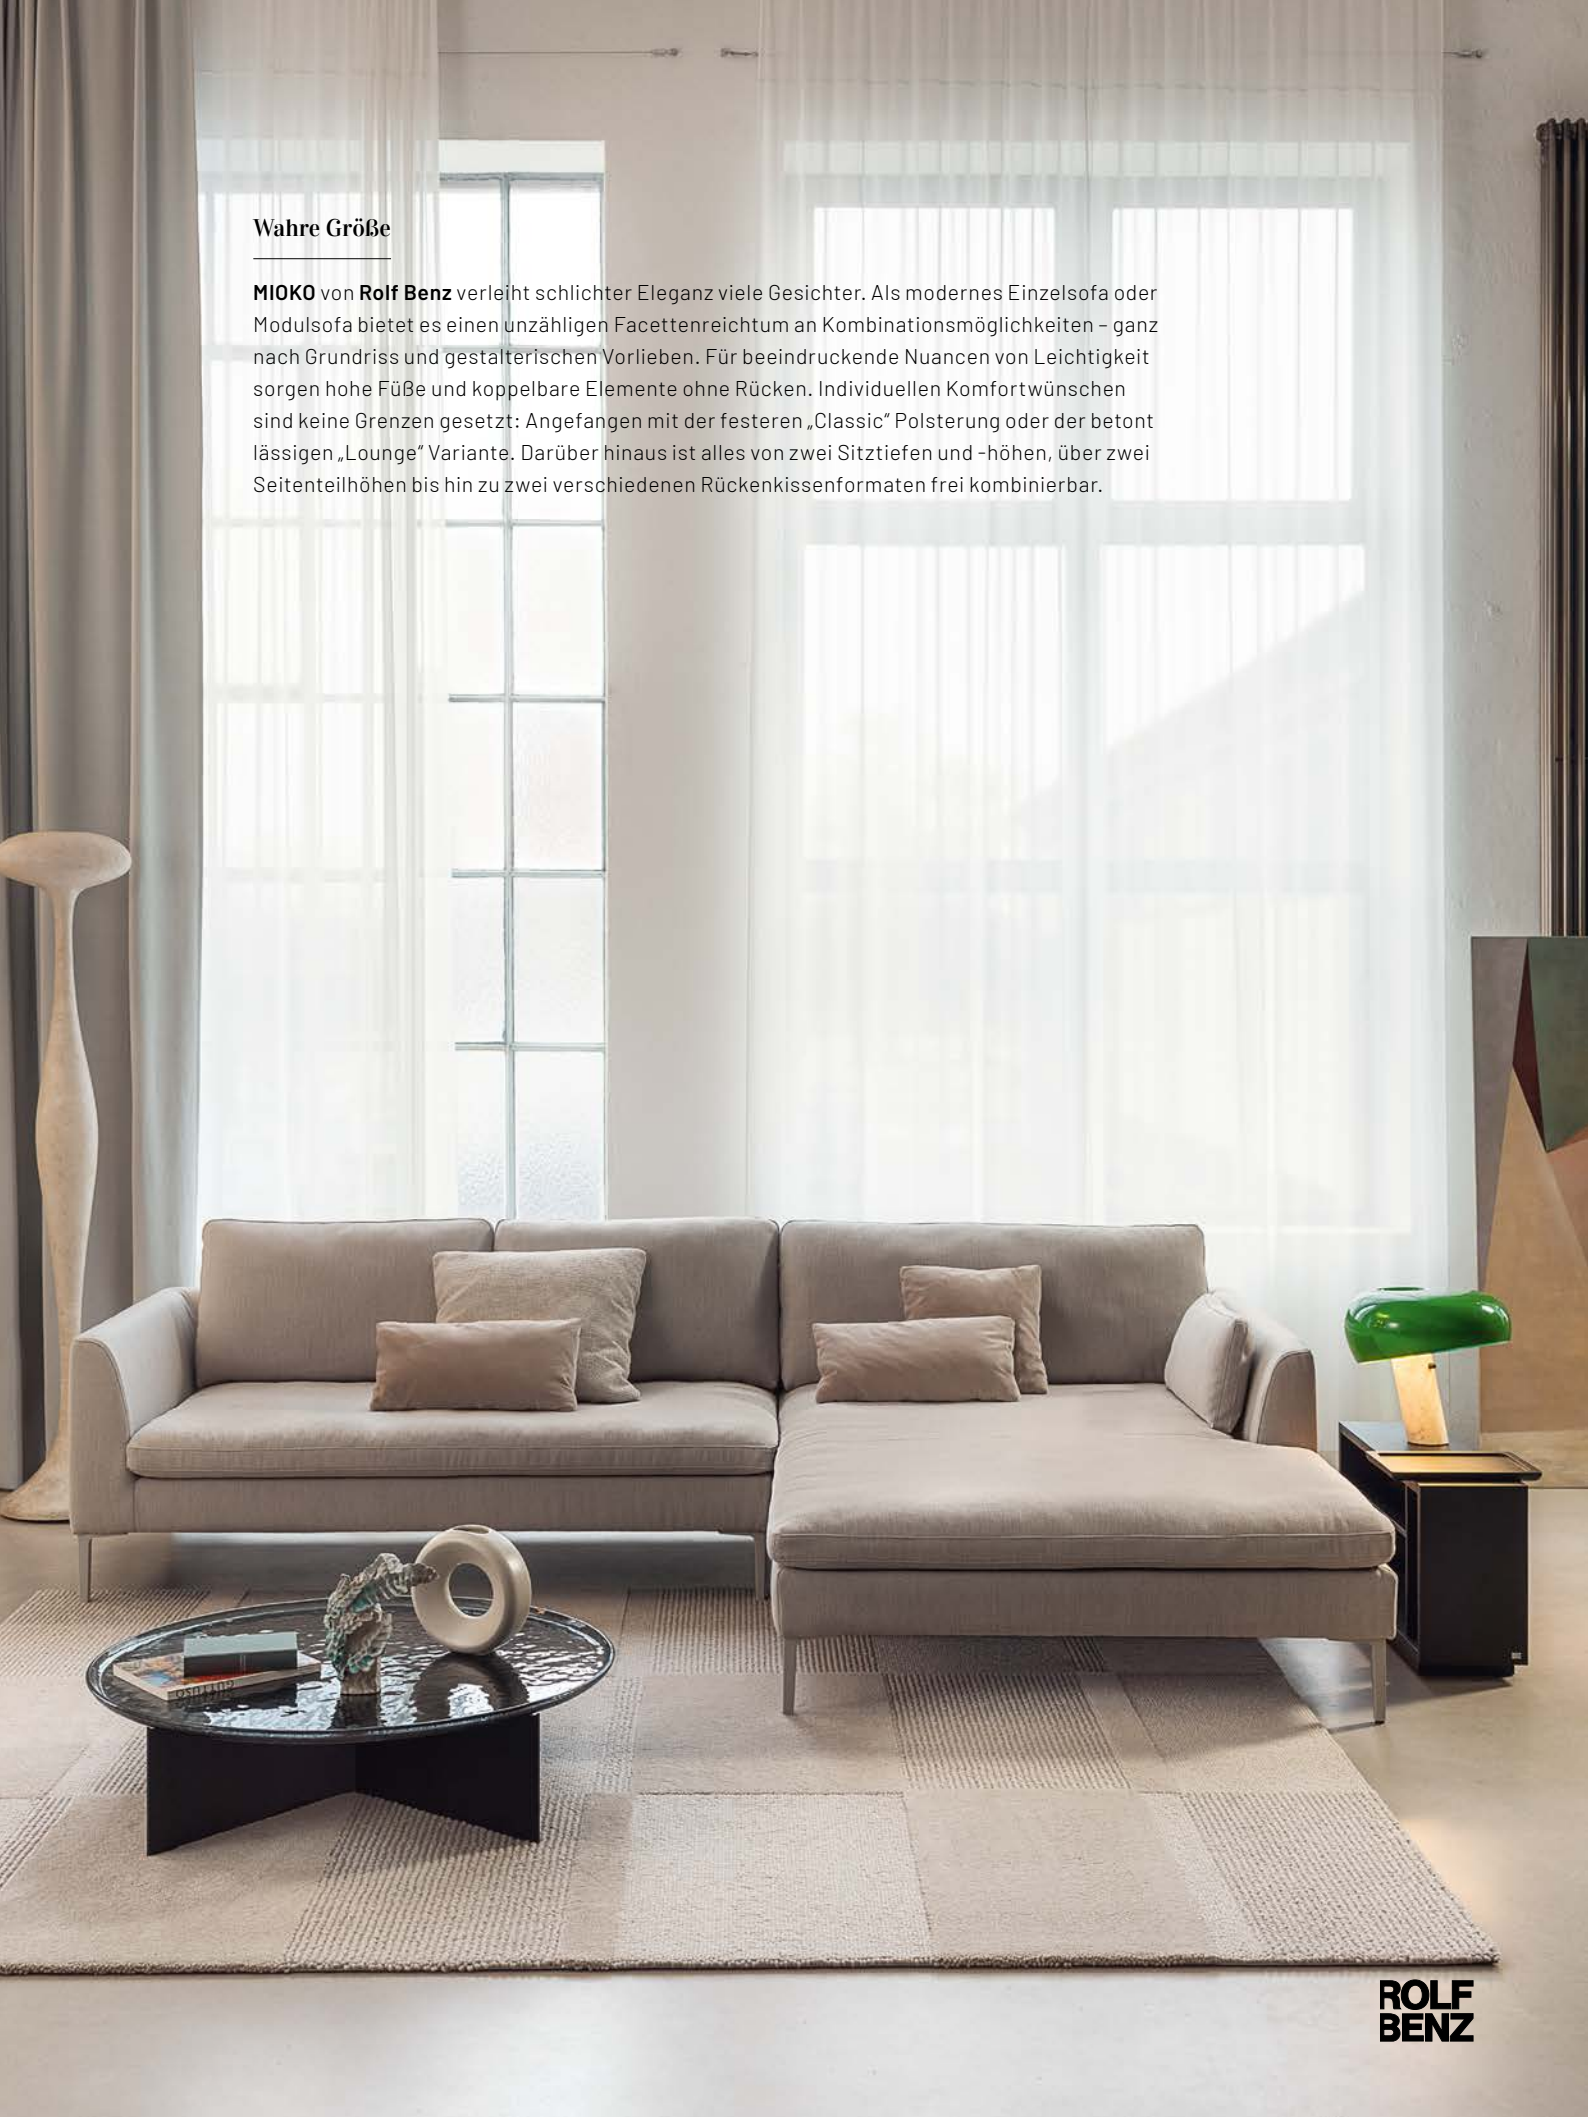 Wahre Größe
MIOKO von Rolf Benz verleiht schlichter Eleganz viele Gesichter. Als modernes Einzelsofa oder
Modulsofa bietet es einen unzähligen Facettenreichtum an Kombinationsmöglichkeiten – ganz
nach Grundriss und gestalterischen Vorlieben. Für beeindruckende Nuancen von Leichtigkeit
sorgen hohe Füße und koppelbare Elemente ohne Rücken. Individuellen Komfortwünschen
sind keine Grenzen gesetzt: Angefangen mit der festeren „Classic“ Polsterung oder der betont
lässigen „Lounge“ Variante. Darüber hinaus ist alles von zwei Sitztiefen und -höhen, über zwei
Seitenteilhöhen bis hin zu zwei verschiedenen Rückenkissenformaten frei kombinierbar.
ROLF
BENZ